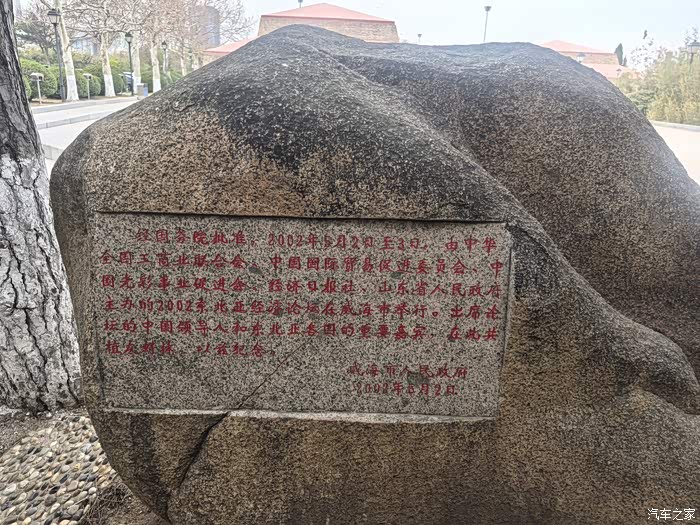 经国务院批准，2002年5月2日至3日，由中华
全国工商业联合会、中国国际贸易促进委员会、中
国光彩事业促进会、经济日报社、山东省人民政府
主办的2002东北亚经济论坛在威海市举行。出席论
坛的中国领导人和东北亚各国的重要嘉宾，在此共
植友谊林，以兹纪念。
威海市人民政府
2002年5月2日
汽车之家